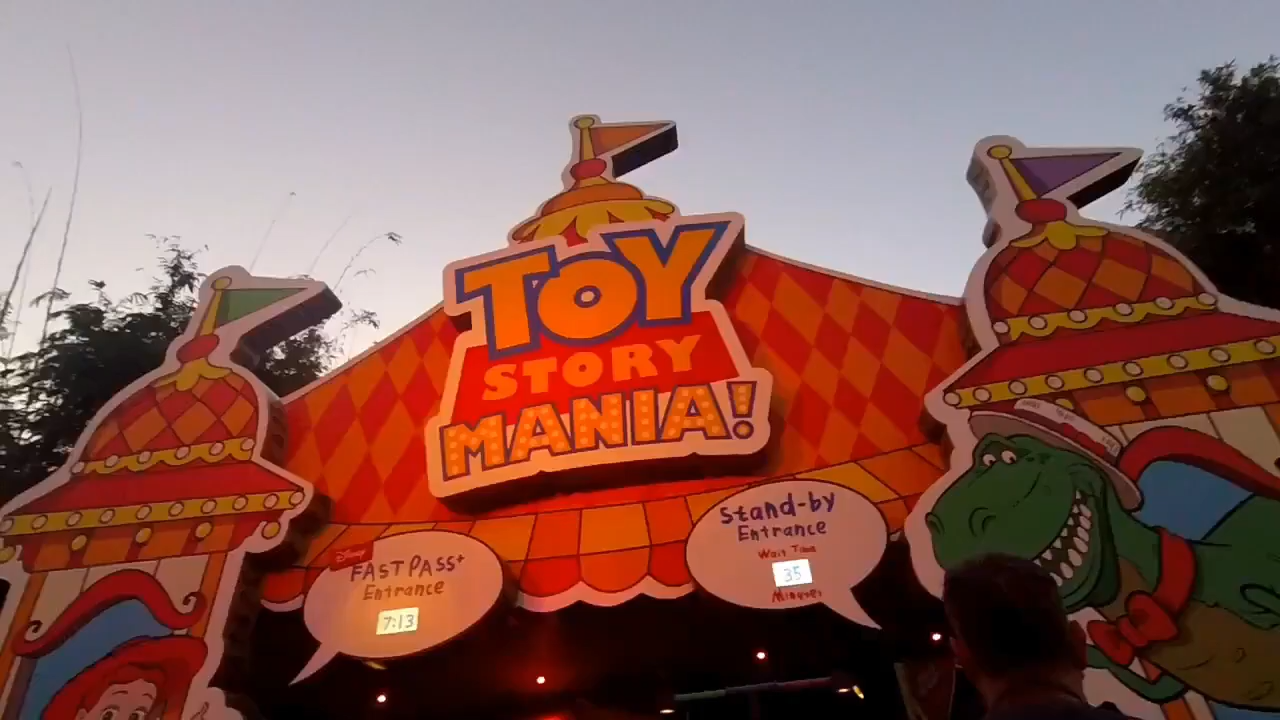 TOY
STORY
MANIA!
Disney
FASTPASS+
Entrance
7:13
Stand-by
Entrance
Wait Time
35
Minutes